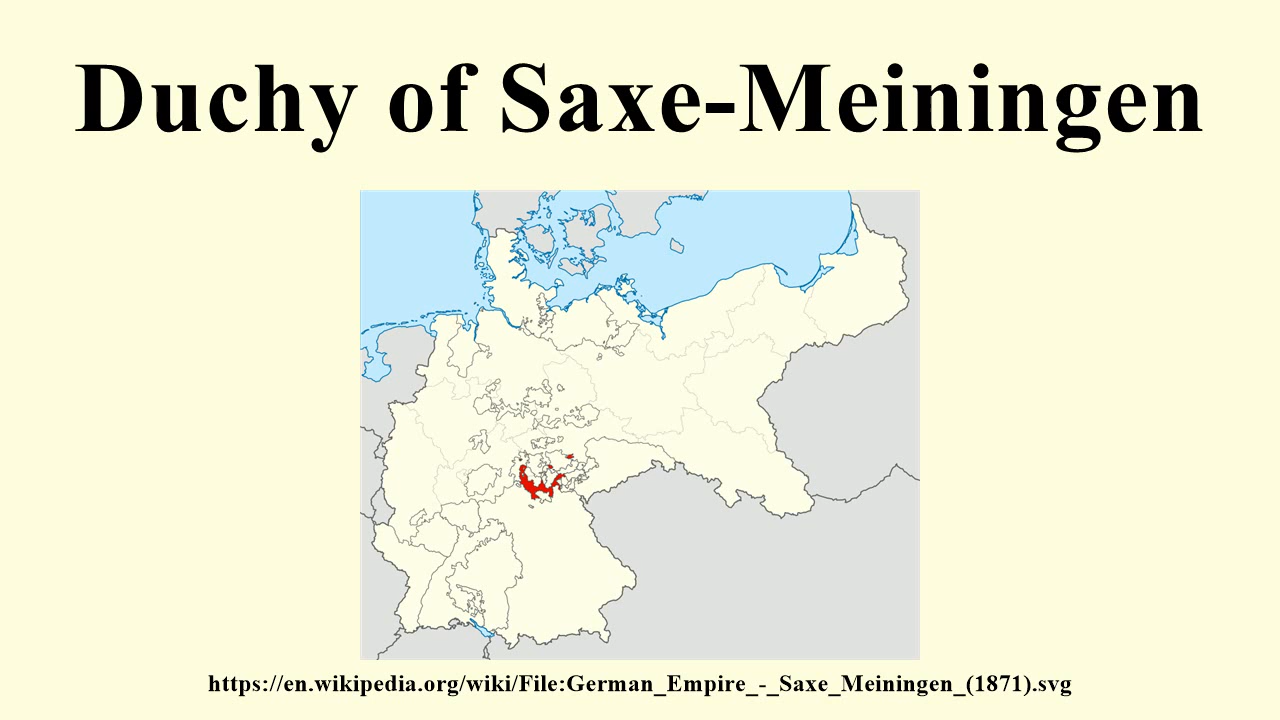 Duchy of Saxe-Meiningen
https://en.wikipedia.org/wiki/File:German_Empire_-_Saxe_Meiningen_(1871).svg